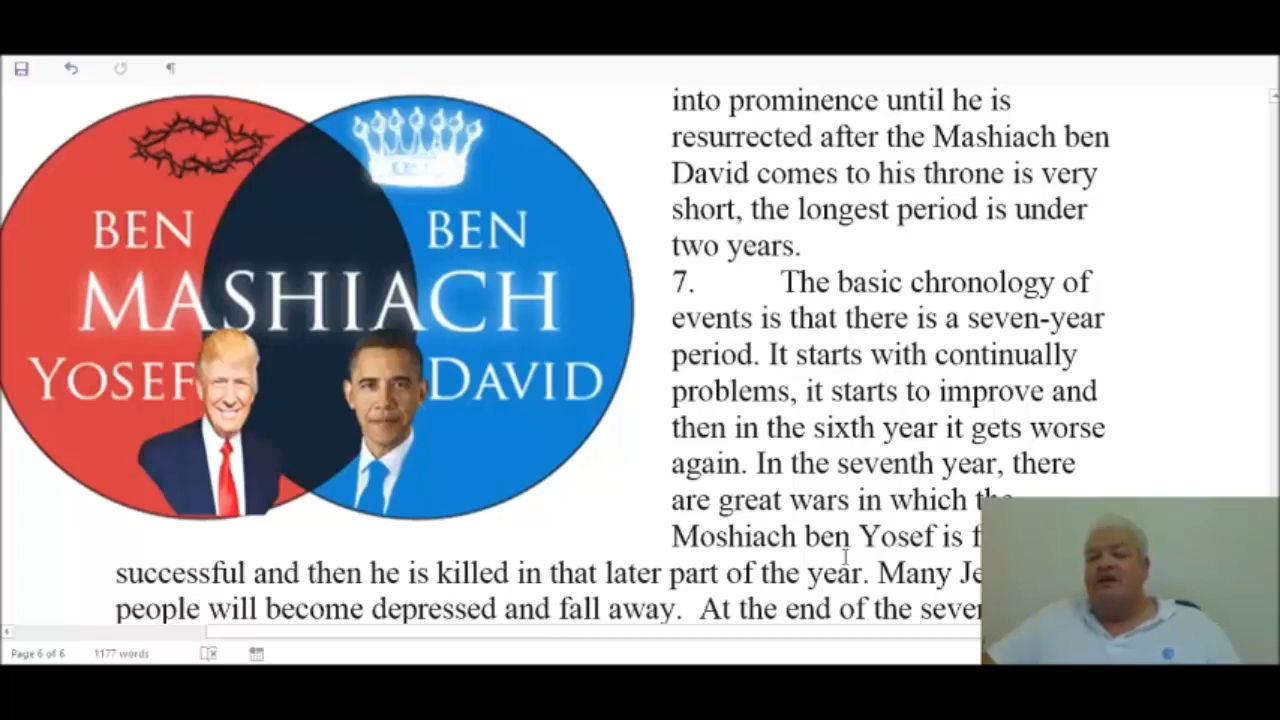 BEN
BEN
MASHIACH
YOSEF
DAVID
into prominence until he is
resurrected after the Mashiach ben
David comes to his throne is very
short, the longest period is under
two years.
7. The basic chronology of
events is that there is a seven-year
period. It starts with continually
problems, it starts to improve and
then in the sixth year it gets worse
again. In the seventh year, there
are great wars in which the
Moshiach ben Yosef is
successful and then he is killed in that later part of the year. Many
people will become depressed and fall away. At the end of the
Page 6 of 6
1177 words